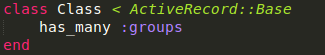 class Class < ActiveRecord::Base
    has_many :groups
end